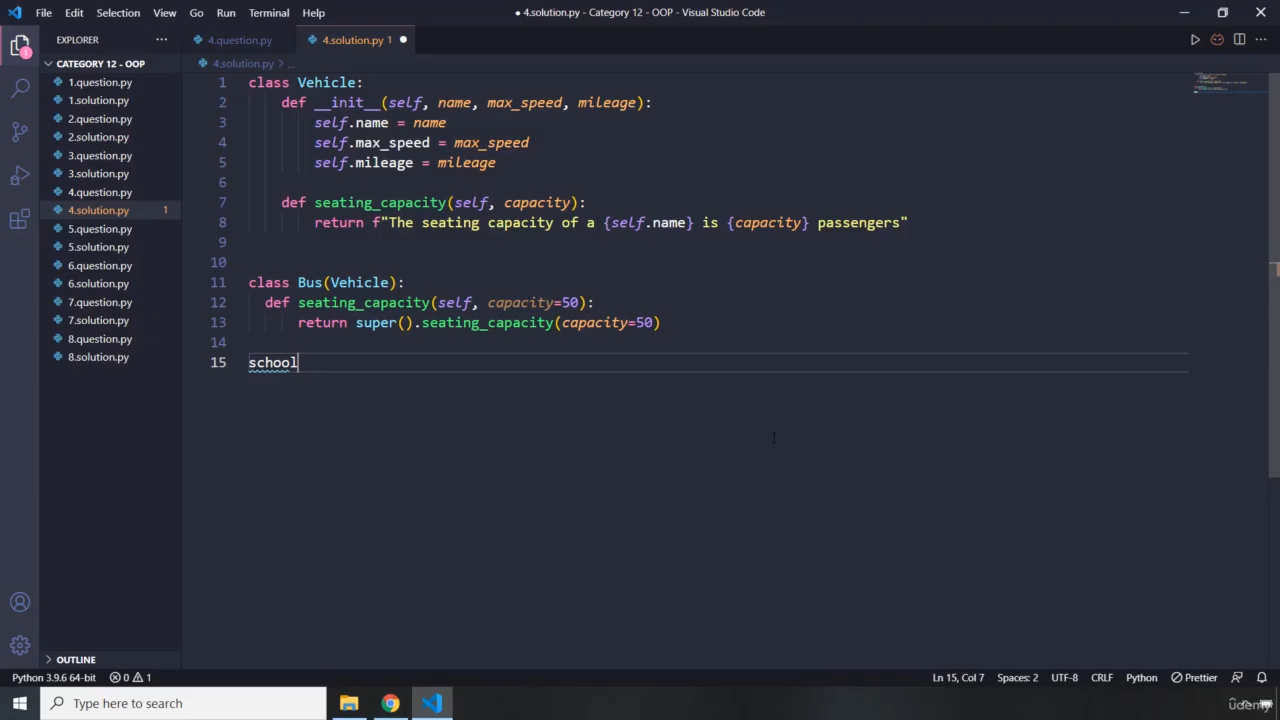 File Edit Selection View Go Run Terminal Help
● 4.solution.py - Category 12 - OOP - Visual Studio Code
EXPLORER
4.question.py
4.solution.py 1
CATEGORY 12 - OOP
4.solution.py > ...
1.question.py
1.solution.py
2.question.py
2.solution.py
3.question.py
3.solution.py
4.question.py
4.solution.py 1
5.question.py
5.solution.py
6.question.py
6.solution.py
7.question.py
7.solution.py
8.question.py
8.solution.py
OUTLINE
1 class Vehicle:
2     def __init__(self, name, max_speed, mileage):
3         self.name = name
4         self.max_speed = max_speed
5         self.mileage = mileage
6
7     def seating_capacity(self, capacity):
8         return f"The seating capacity of a {self.name} is {capacity} passengers"
9
10
11 class Bus(Vehicle):
12   def seating_capacity(self, capacity=50):
13       return super().seating_capacity(capacity=50)
14
15 school
Python 3.9.6 64-bit 0 1
Ln 15, Col 7 Spaces: 2 UTF-8 CRLF Python Prettier
Type here to search
udemy